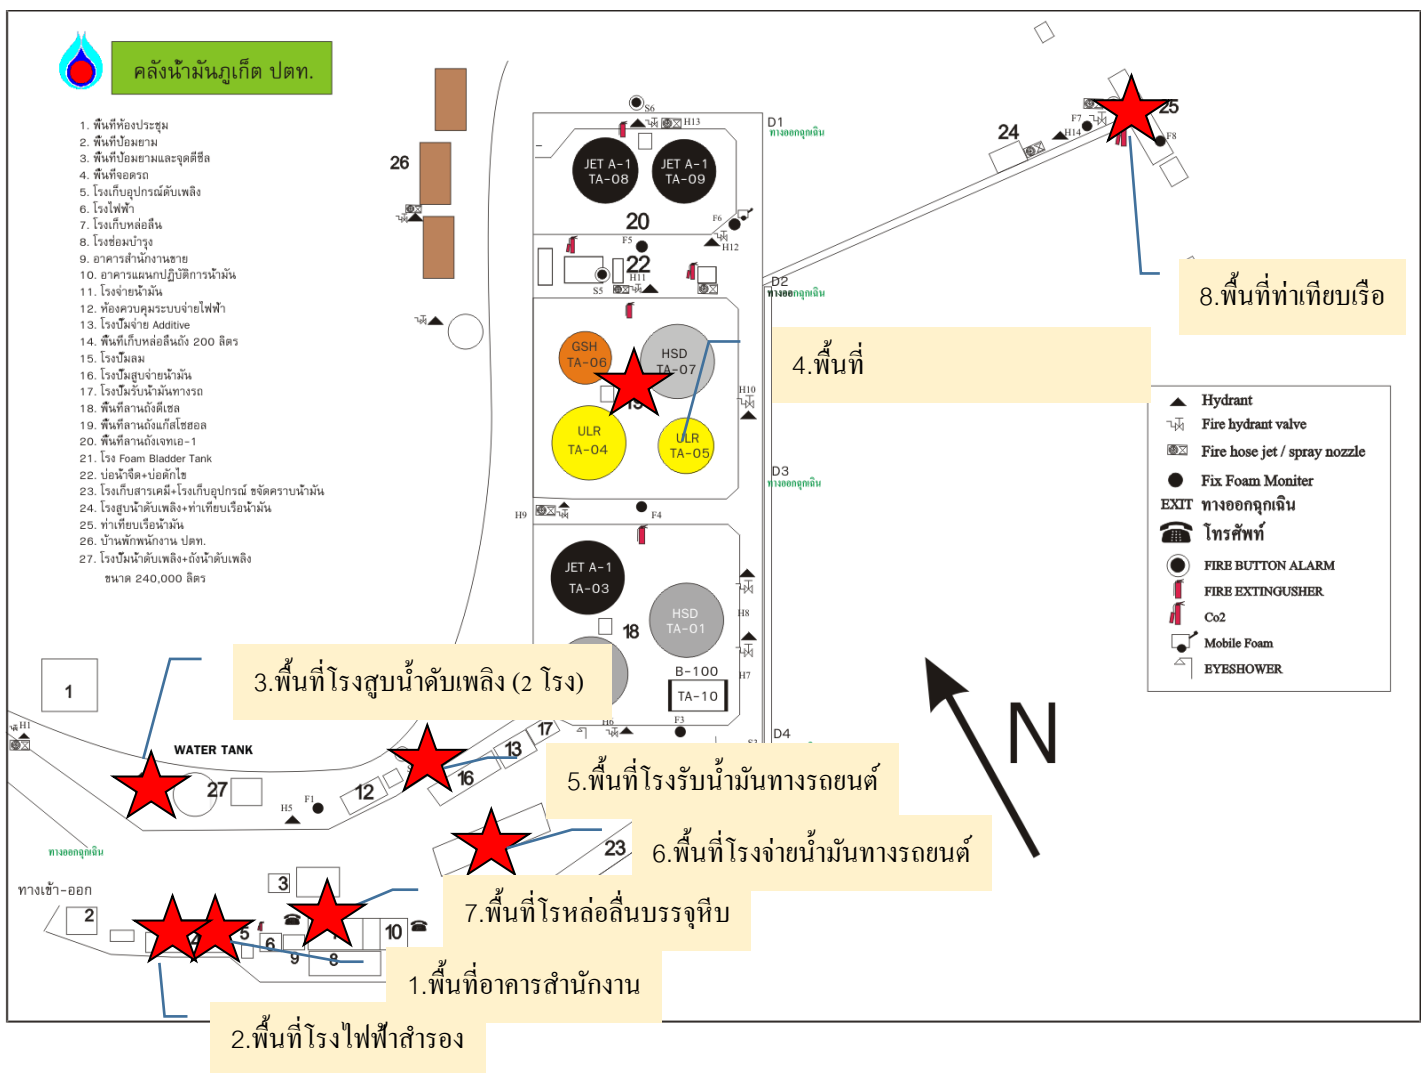 คลังน้ำมันภูเก็ต ปตท.
1. พื้นที่ห้องประชุม
2. พื้นที่ป้อมยาม
3. พื้นที่ป้อมยามและจุดตีซีล
4. พื้นที่จอดรถ
5. โรงเก็บอุปกรณ์ดับเพลิง
6. โรงไฟฟ้า
7. โรงเก็บหล่อลื่น
8. โรงซ่อมบำรุง
9. อาคารสำนักงานขาย
10. อาคารแผนกปฏิบัติการน้ำมัน
11. โรงจ่ายน้ำมัน
12. ห้องควบคุมระบบจ่ายไฟฟ้า
13. โรงปั๊มจ่าย Additive
14. พื้นที่เก็บหล่อลื่นถัง 200 ลิตร
15. โรงปั๊มลม
16. โรงปั๊มสูบจ่ายน้ำมัน
17. โรงปั๊มรับน้ำมันทางรถ
18. พื้นที่ลานถังดีเซล
19. พื้นที่ลานถังแก๊สโซฮอล
20. พื้นที่ลานถังเจทเอ-1
21. โรง Foam Bladder Tank
22. บ่อน้ำจืด+บ่อดักไข
23. โรงเก็บสารเคมี+โรงเก็บอุปกรณ์ ขจัดคราบน้ำมัน
24. โรงสูบน้ำดับเพลิง+ท่าเทียบเรือน้ำมัน
25. ท่าเทียบเรือน้ำมัน
26. บ้านพักพนักงาน ปตท.
27. โรงปั๊มน้ำดับเพลิง+ถังน้ำดับเพลิง
ขนาด 240,000 ลิตร
26
S6
H13
D1
ทางออกฉุกเฉิน
JET A-1
TA-08
JET A-1
TA-09
20
F6
H12
F5
22
H11
S5
24
H14
F7
25
F8
D2
ทางออกฉุกเฉิน
8.พื้นที่ท่าเทียบเรือ
GSH
TA-06
HSD
TA-07
4.พื้นที่
19
H10
ULR
TA-04
ULR
TA-05
D3
ทางออกฉุกเฉิน
H9
F4
Hydrant
Fire hydrant valve
Fire hose jet / spray nozzle
Fix Foam Moniter
EXIT ทางออกฉุกเฉิน
โทรศัพท์
FIRE BUTTON ALARM
FIRE EXTINGUSHER
Co2
Mobile Foam
EYESHOWER
JET A-1
TA-03
HSD
TA-01
18
H8
H7
B-100
TA-10
H6
F3
D4
N
1
3.พื้นที่โรงสูบน้ำดับเพลิง (2 โรง)
H1
WATER TANK
27
H5
F1
12
16
13
17
5.พื้นที่โรงรับน้ำมันทางรถยนต์
ทางออกฉุกเฉิน
23
6.พื้นที่โรงจ่ายน้ำมันทางรถยนต์
ทางเข้า-ออก
2
3
5
6
9
8
10
7.พื้นที่โรหล่อลื่นบรรจุหีบ
1.พื้นที่อาคารสำนักงาน
2.พื้นที่โรงไฟฟ้าสำรอง